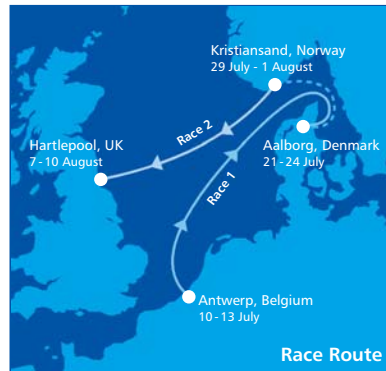 Kristiansand, Norway
29 July - 1 August
Race 2
Hartlepool, UK
7 - 10 August
Aalborg, Denmark
21 - 24 July
Race 1
Antwerp, Belgium
10 - 13 July
Race Route